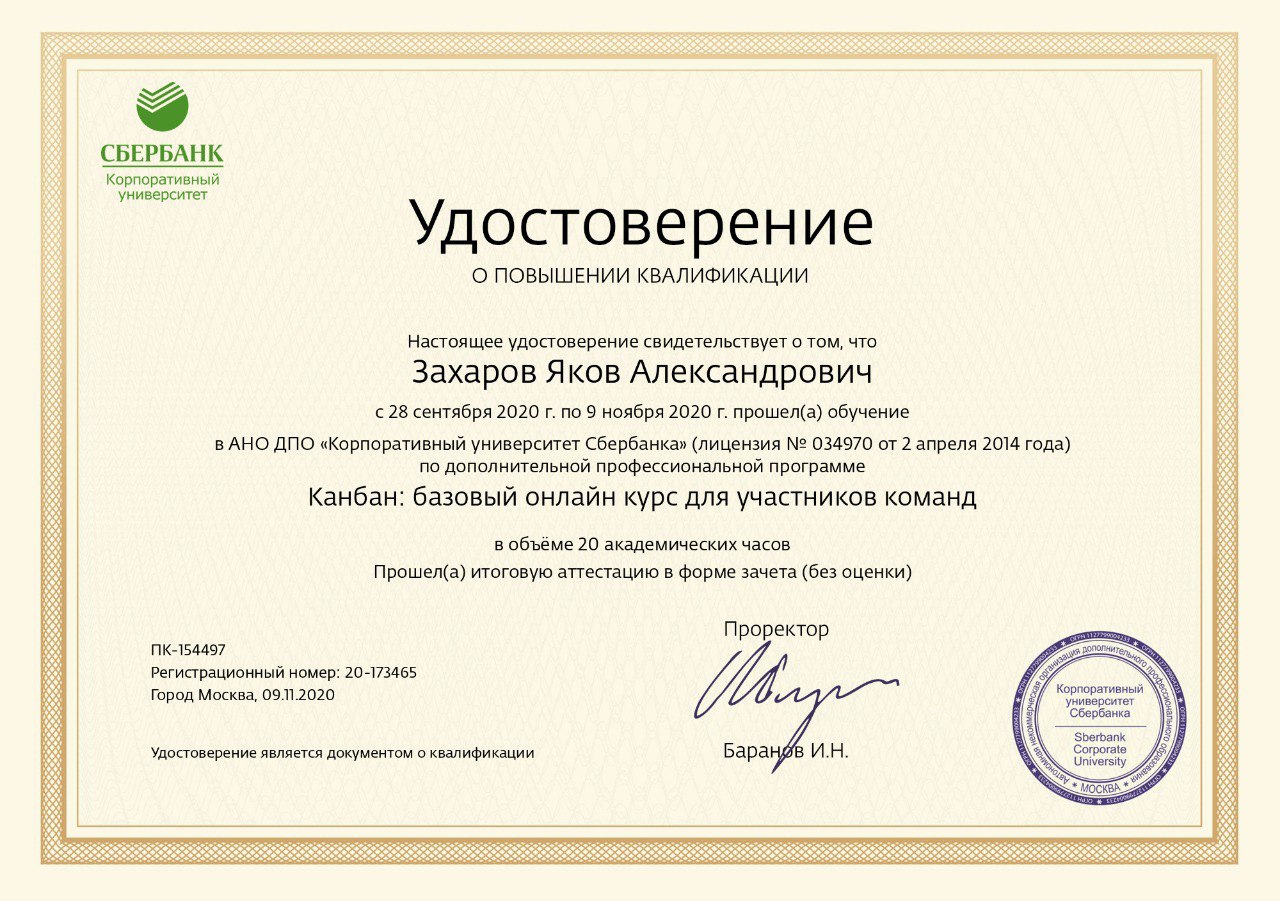 СБЕРБАНК
Корпоративный
университет
Удостоверение
О ПОВЫШЕНИИ КВАЛИФИКАЦИИ
Настоящее удостоверение свидетельствует о том, что
Захаров Яков Александрович
с 28 сентября 2020 г. по 9 ноября 2020 г. прошел(а) обучение
в АНО ДПО «Корпоративный университет Сбербанка» (лицензия № 034970 от 2 апреля 2014 года)
по дополнительной профессиональной программе
Канбан: базовый онлайн курс для участников команд
в объёме 20 академических часов
Прошел(а) итоговую аттестацию в форме зачета (без оценки)
ПК-154497
Регистрационный номер: 20-173465
Город Москва, 09.11.2020
Удостоверение является документом о квалификации
Проректор
Баранов И.Н.
ОГРН 1127799004233
Автономная некоммерческая организация дополнительного профессионального образования
Корпоративный
университет
Сбербанка
Sberbank
Corporate
University
МОСКВА